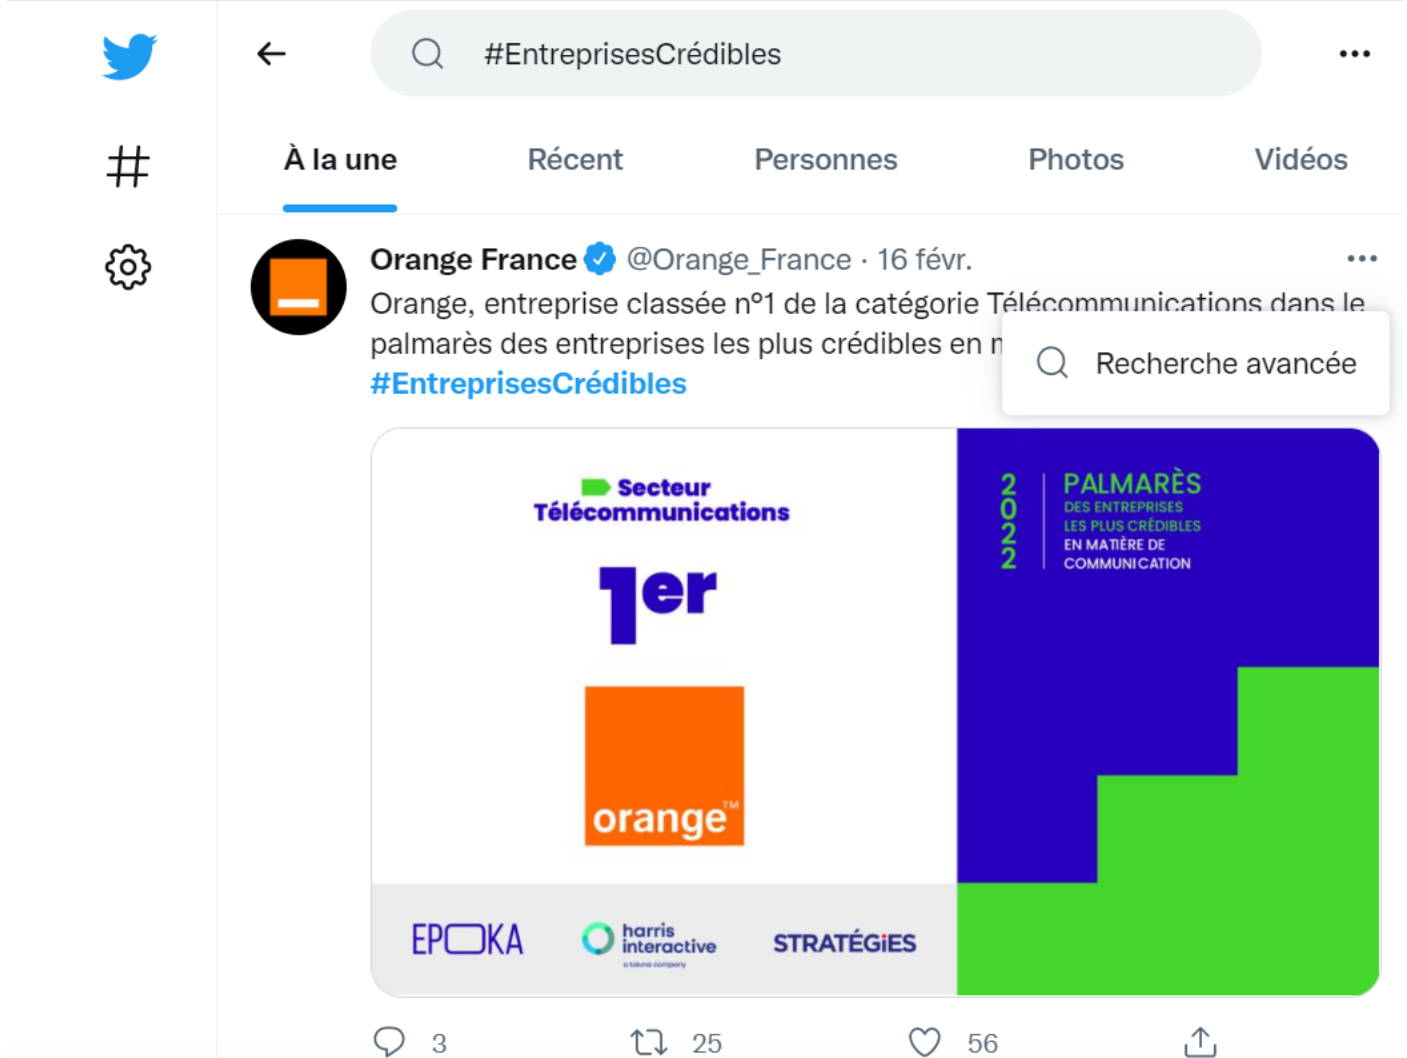 #EntreprisesCrédibles
À la une Récent Personnes Photos Vidéos
Orange France @Orange_France · 16 févr.
Orange, entreprise classée n°1 de la catégorie Télécommunications dans le
palmarès des entreprises les plus crédibles en
#EntreprisesCrédibles
Recherche avancée
Secteur
Télécommunications
1er
orange™
2022
PALMARÈS
DES ENTREPRISES
LES PLUS CRÉDIBLES
EN MATIÈRE DE
COMMUNICATION
EPOKA
harris
interactive
a toluna company
STRATÉGiES
3 25 56